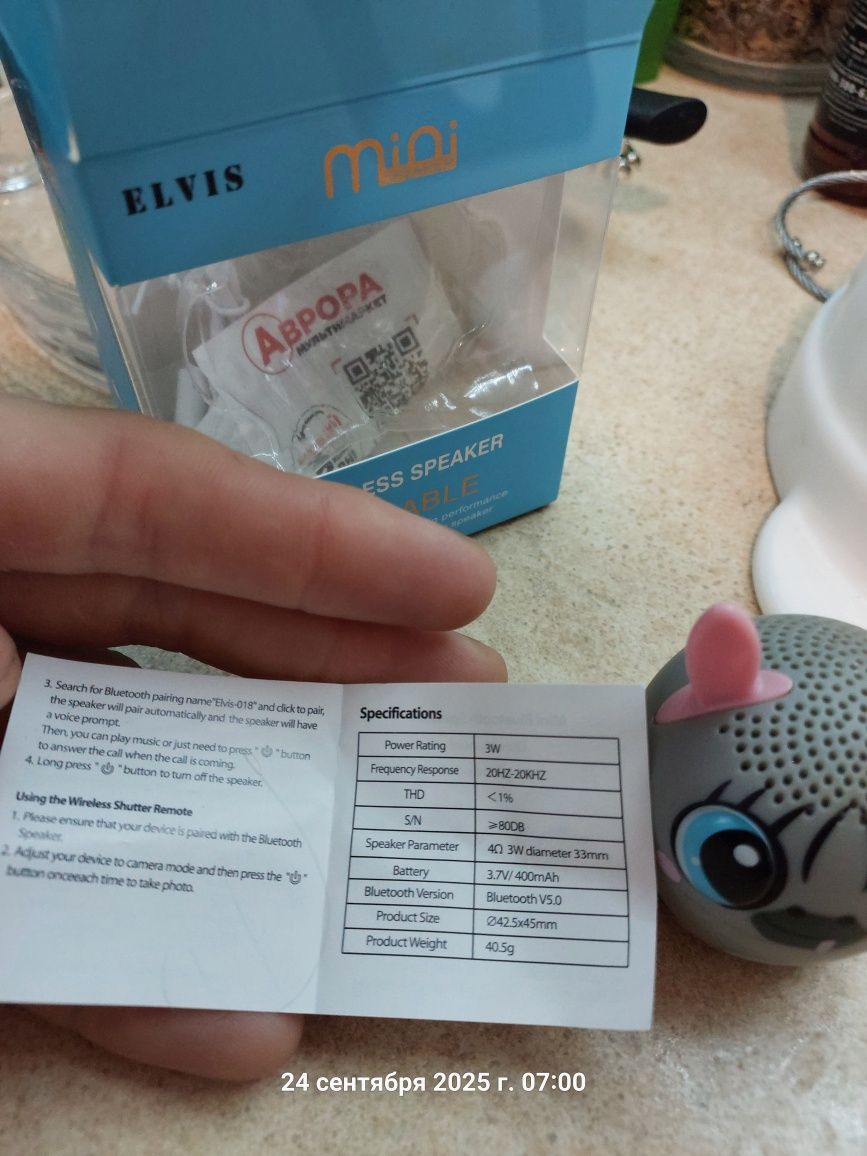 ELVIS
mini
АВРОРА
МУЛЬТИМАРКЕТ
ESS SPEAKER
ABLE
performance
speaker
3. Search for Bluetooth pairing name"Elvis-018" and click to pair,
the speaker will pair automatically and the speaker will have
a voice prompt.
Then, you can play music or just need to press " " button
to answer the call when the call is coming.
4. Long press " " button to turn off the speaker.
Using the Wireless Shutter Remote
1. Please ensure that your device is paired with the Bluetooth
Speaker.
2. Adjust your device to camera mode and then press the " "
button onceeach time to take photo.
Specifications
Power Rating 3W
Frequency Response 20HZ-20KHZ
THD <1%
S/N ≥80DB
Speaker Parameter 4Ω 3W diameter 33mm
Battery 3.7V/ 400mAh
Bluetooth Version Bluetooth V5.0
Product Size Ø42.5x45mm
Product Weight 40.5g
24 сентября 2025 г. 07:00